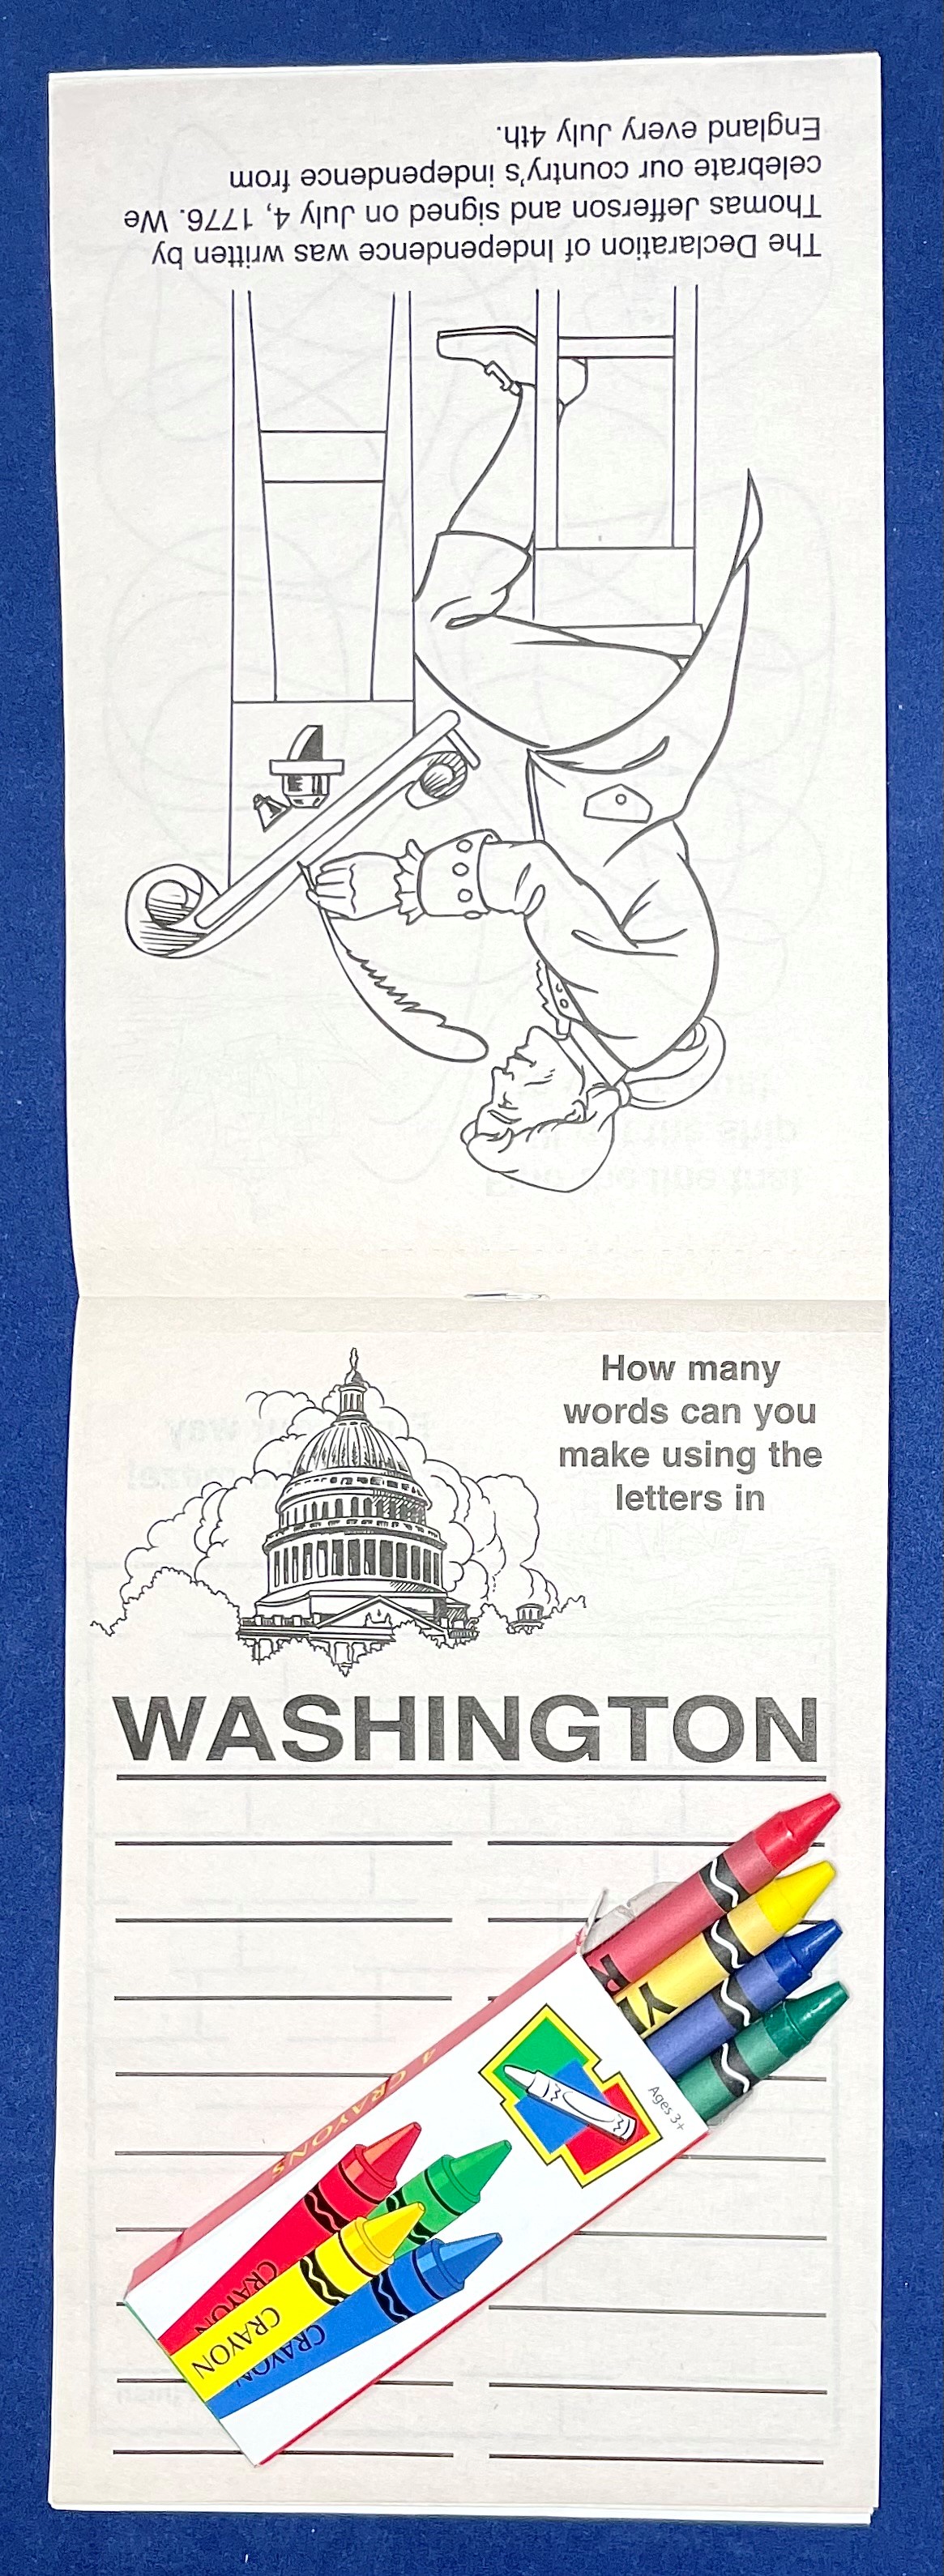 The Declaration of Independence was written by
Thomas Jefferson and signed on July 4, 1776. We
celebrate our country's independence from
England every July 4th.
How many
words can you
make using the
letters in
WASHINGTON
Ages 3+
4 CRAYONS
CRAYON
CRAYON
CRAYON